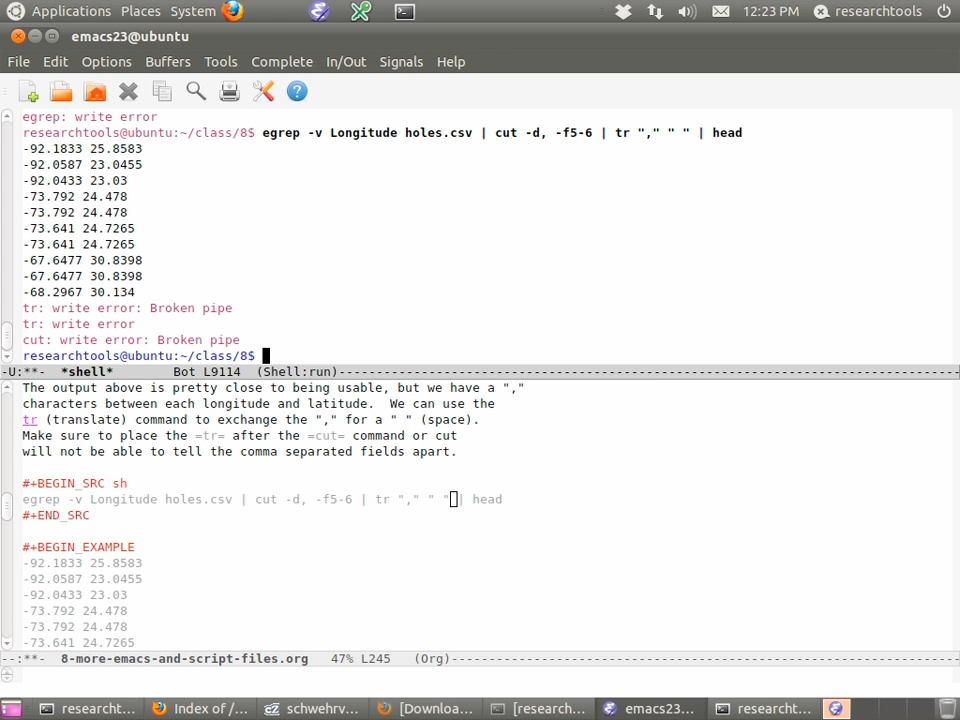 Applications Places System 12:23 PM researchtools
emacs23@ubuntu
File Edit Options Buffers Tools Complete In/Out Signals Help
egrep: write error
researchtools@ubuntu:~/class/8$ egrep -v Longitude holes.csv | cut -d, -f5-6 | tr "," " " | head
-92.1833 25.8583
-92.0587 23.0455
-92.0433 23.03
-73.792 24.478
-73.792 24.478
-73.641 24.7265
-73.641 24.7265
-67.6477 30.8398
-67.6477 30.8398
-68.2967 30.134
tr: write error: Broken pipe
tr: write error
cut: write error: Broken pipe
researchtools@ubuntu:~/class/8$
-U:**- *shell* Bot L9114 (Shell:run)--------------------------------------------------------------------------------
The output above is pretty close to being usable, but we have a ","
characters between each longitude and latitude. We can use the
tr (translate) command to exchange the "," for a " " (space).
Make sure to place the =tr= after the =cut= command or cut
will not be able to tell the comma separated fields apart.
#+BEGIN_SRC sh
egrep -v Longitude holes.csv | cut -d, -f5-6 | tr "," " " | head
#+END_SRC
#+BEGIN_EXAMPLE
-92.1833 25.8583
-92.0587 23.0455
-92.0433 23.03
-73.792 24.478
-73.792 24.478
-73.641 24.7265
--:**- 8-more-emacs-and-script-files.org 47% L245 (Org)--------------------------------------------------------------------
researcht... Index of /... schwehrv... [Downloa... [research... emacs23... researcht...